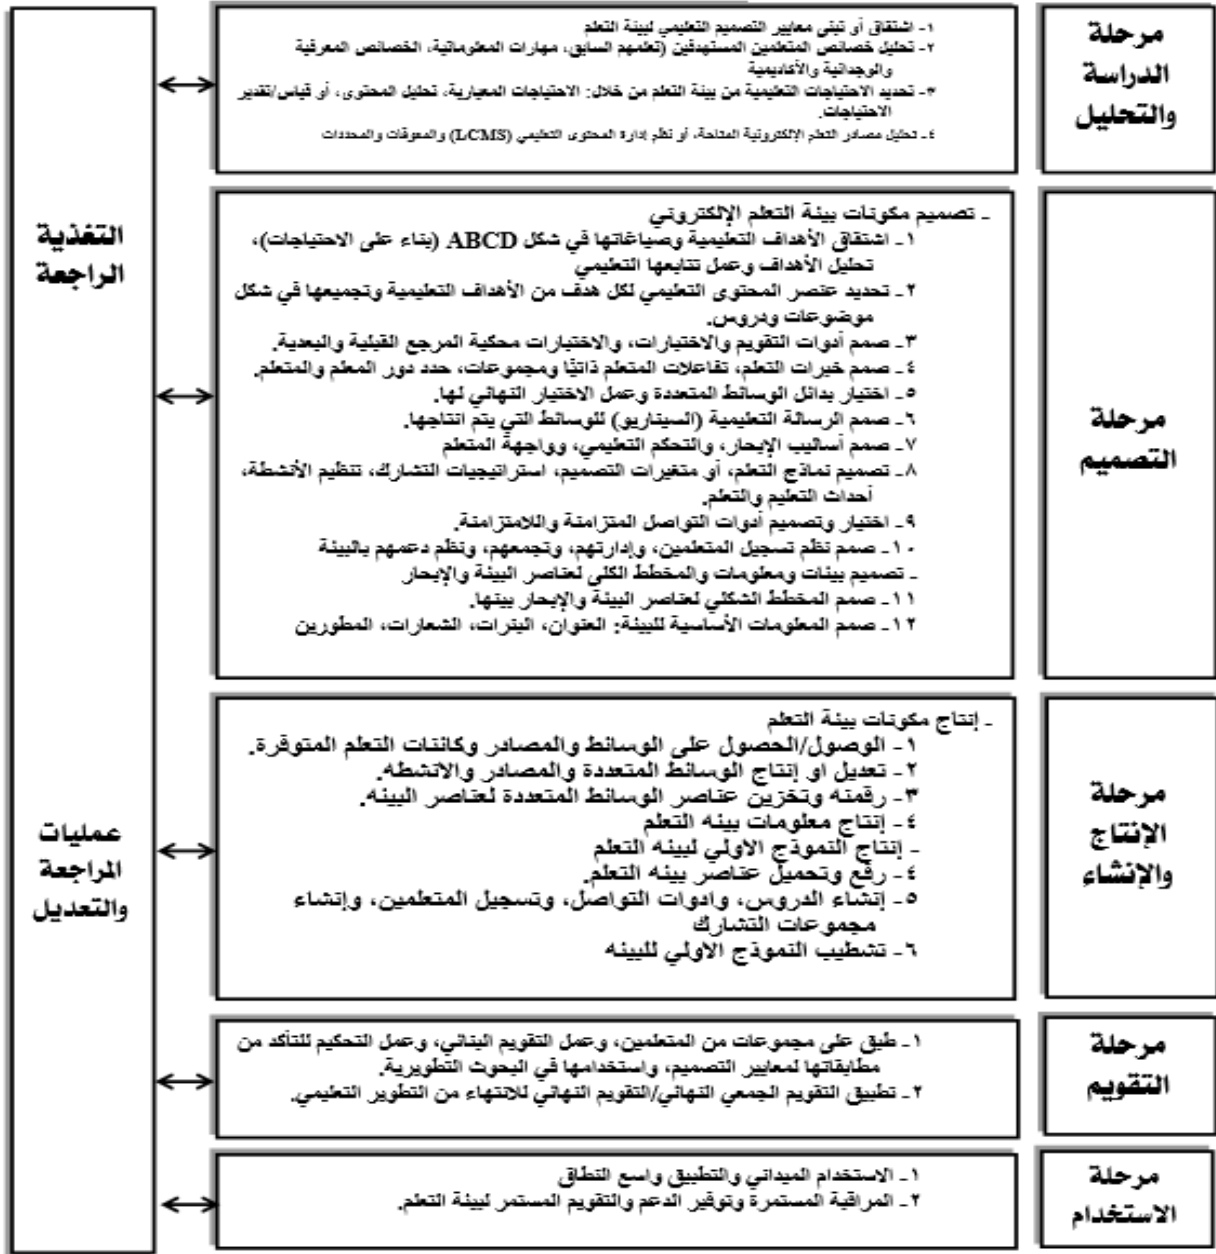 مرحلة
الدراسة
والتحليل
١- اشتقاق أو تبنى معايير التصميم التعليمي لبيئة التعلم
٢- تحليل خصائص المتعلمين المستهدفين (تعلمهم السابق، مهارات المعلوماتية، الخصائص المعرفية
والوجدانية والأكاديمية
٣- تحديد الاحتياجات التعليمية من بيئة التعلم من خلال: الاحتياجات المعيارية، تحليل المحتوى، أو قياس/تقدير
الاحتياجات.
٤- تحليل مصادر التعلم الإلكترونية المتاحة، أو نظم إدارة المحتوى التعليمي (LCMS) والمعوقات والمحددات
مرحلة
التصميم
- تصميم مكونات بيئة التعلم الإلكتروني
١- اشتقاق الأهداف التعليمية وصياغاتها في شكل ABCD (بناء على الاحتياجات)،
تحليل الأهداف وعمل تتابعها التعليمي
٢- تحديد عنصر المحتوى التعليمي لكل هدف من الأهداف التعليمية وتجميعها في شكل
موضوعات ودروس.
٣- صمم أدوات التقويم والاختبارات، والاختبارات محكية المرجع القبلية والبعدية.
٤- صمم خبرات التعلم، تفاعلات المتعلم ذاتيًا ومجموعات، حدد دور المعلم والمتعلم.
٥- اختيار بدائل الوسائط المتعددة وعمل الاختيار النهائي لها.
٦- صمم الرسالة التعليمية (السيناريو) للوسائط التي يتم انتاجها.
٧- صمم أساليب الإبحار، والتحكم التعليمي، وواجهة المتعلم
٨- تصميم نماذج التعلم، أو متغيرات التصميم، استراتيجيات التشارك، تنظيم الأنشطة،
أحداث التعليم والتعلم.
٩- اختيار وتصميم أدوات التواصل المتزامنة واللامتزامنة.
١٠- صمم نظم تسجيل المتعلمين، وإدارتهم، وتجمعهم، ونظم دعمهم بالبيئة
- تصميم بينات ومعلومات والمخطط الكلى لعناصر البيئة والإبحار
١١- صمم المخطط الشكلي لعناصر البيئة والإبحار بينها.
١٢- صمم المعلومات الأساسية للبيئة: العنوان، البنرات، الشعارات، المطورين
مرحلة
الإنتاج
والإنشاء
- إنتاج مكونات بيئة التعلم
١- الوصول/الحصول على الوسائط والمصادر وكائنات التعلم المتوفرة.
٢- تعديل او إنتاج الوسائط المتعددة والمصادر والانشطه.
٣- رقمنه وتخزين عناصر الوسائط المتعددة لعناصر البيئه.
٤- إنتاج معلومات بيئه التعلم
- إنتاج النموذج الاولي لبيئه التعلم
٤- رفع وتحميل عناصر بيئه التعلم.
٥- إنشاء الدروس، وادوات التواصل، وتسجيل المتعلمين، وإنشاء
مجموعات التشارك
٦- تشطيب النموذج الاولي للبيئه
مرحلة
التقويم
١- طبق على مجموعات من المتعلمين، وعمل التقويم البنائي، وعمل التحكيم للتأكد من
مطابقاتها لمعايير التصميم، واستخدامها في البحوث التطويرية.
٢- تطبيق التقويم الجمعي النهائي/التقويم النهائي للانتهاء من التطوير التعليمي.
مرحلة
الاستخدام
١- الاستخدام الميداني والتطبيق واسع النطاق
٢- المراقبة المستمرة وتوفير الدعم والتقويم المستمر لبيئة التعلم.
التغذية
الراجعة
عمليات
المراجعة
والتعديل